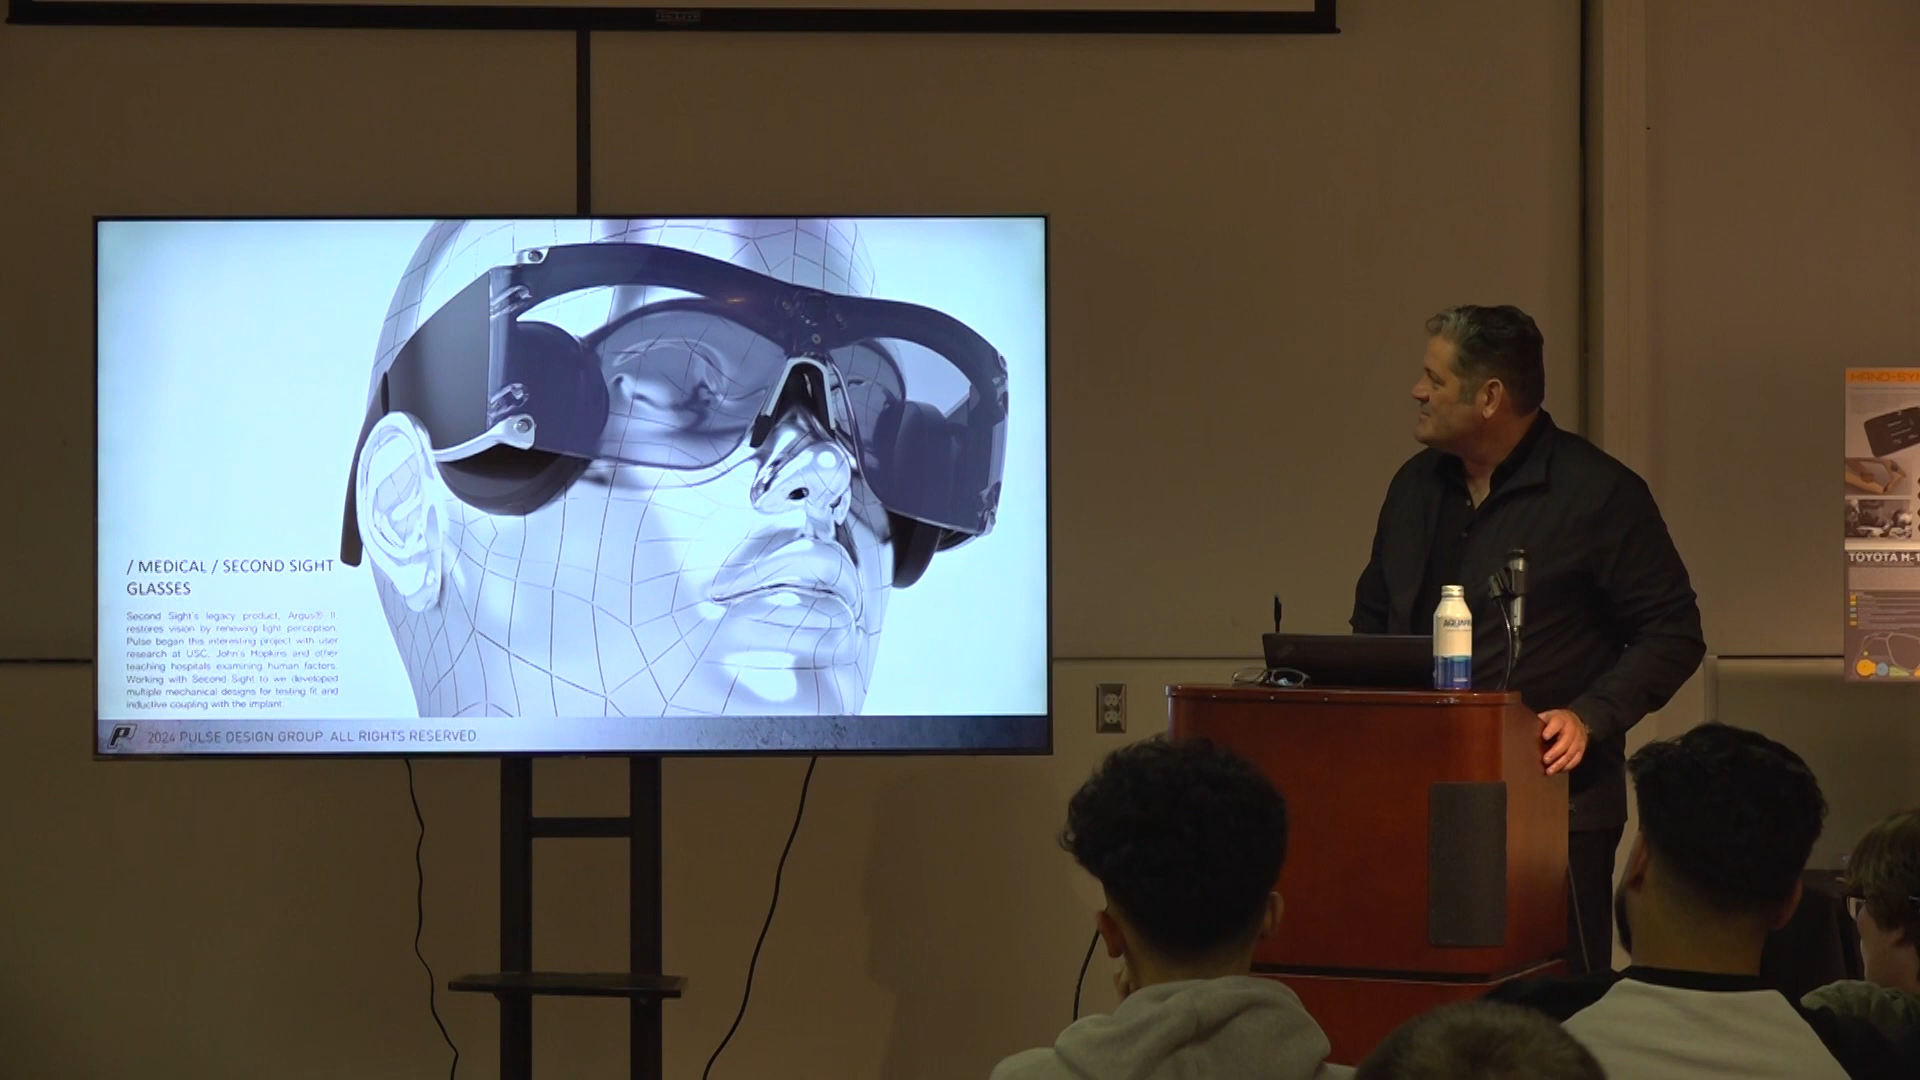 / MEDICAL / SECOND SIGHT
GLASSES
Second Sight's legacy product, Argus® II,
restores vision by renewing light perception.
Pulse began this interesting project with user
research at USC, John's Hopkins and other
teaching hospitals examining human factors.
Working with Second Sight to we developed
multiple mechanical designs for testing fit and
inductive coupling with the implant.
P 2024 PULSE DESIGN GROUP. ALL RIGHTS RESERVED.
HAND-SY
TOYOTA H-1